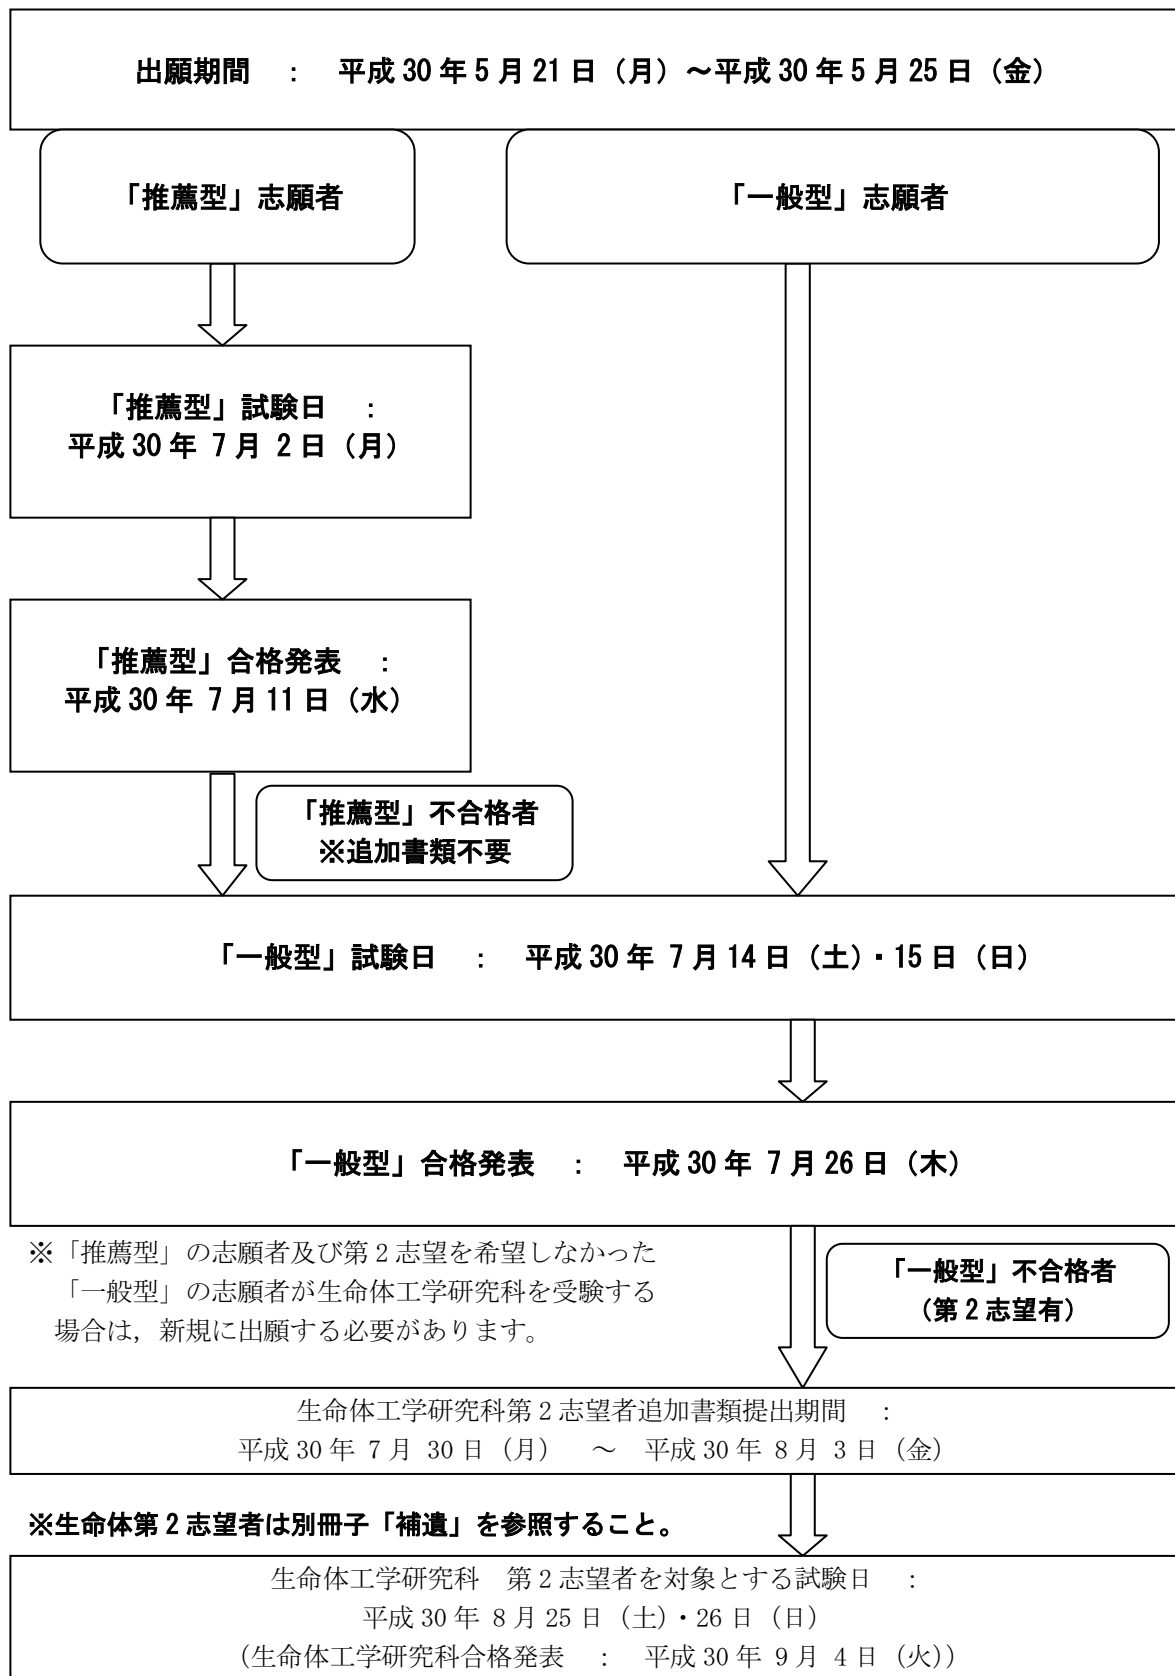 出願期間　：　平成 30 年 5 月 21 日（月）～平成 30 年 5 月 25 日（金）
「推薦型」志願者
「一般型」志願者
「推薦型」試験日　：
平成 30 年 7 月 2 日（月）
「推薦型」合格発表　：
平成 30 年 7 月 11 日（水）
「推薦型」不合格者
※追加書類不要
「一般型」試験日　：　平成 30 年 7 月 14 日（土）・15 日（日）
「一般型」合格発表　：　平成 30 年 7 月 26 日（木）
※「推薦型」の志願者及び第 2 志望を希望しなかった
「一般型」の志願者が生命体工学研究科を受験する
場合は，新規に出願する必要があります。
「一般型」不合格者
（第 2 志望有）
生命体工学研究科第 2 志望者追加書類提出期間　：
平成 30 年 7 月 30 日（月）　～　平成 30 年 8 月 3 日（金）
※生命体第 2 志望者は別冊子「補遺」を参照すること。
生命体工学研究科　第 2 志望者を対象とする試験日　：
平成 30 年 8 月 25 日（土）・26 日（日）
（生命体工学研究科合格発表　：　平成 30 年 9 月 4 日（火））